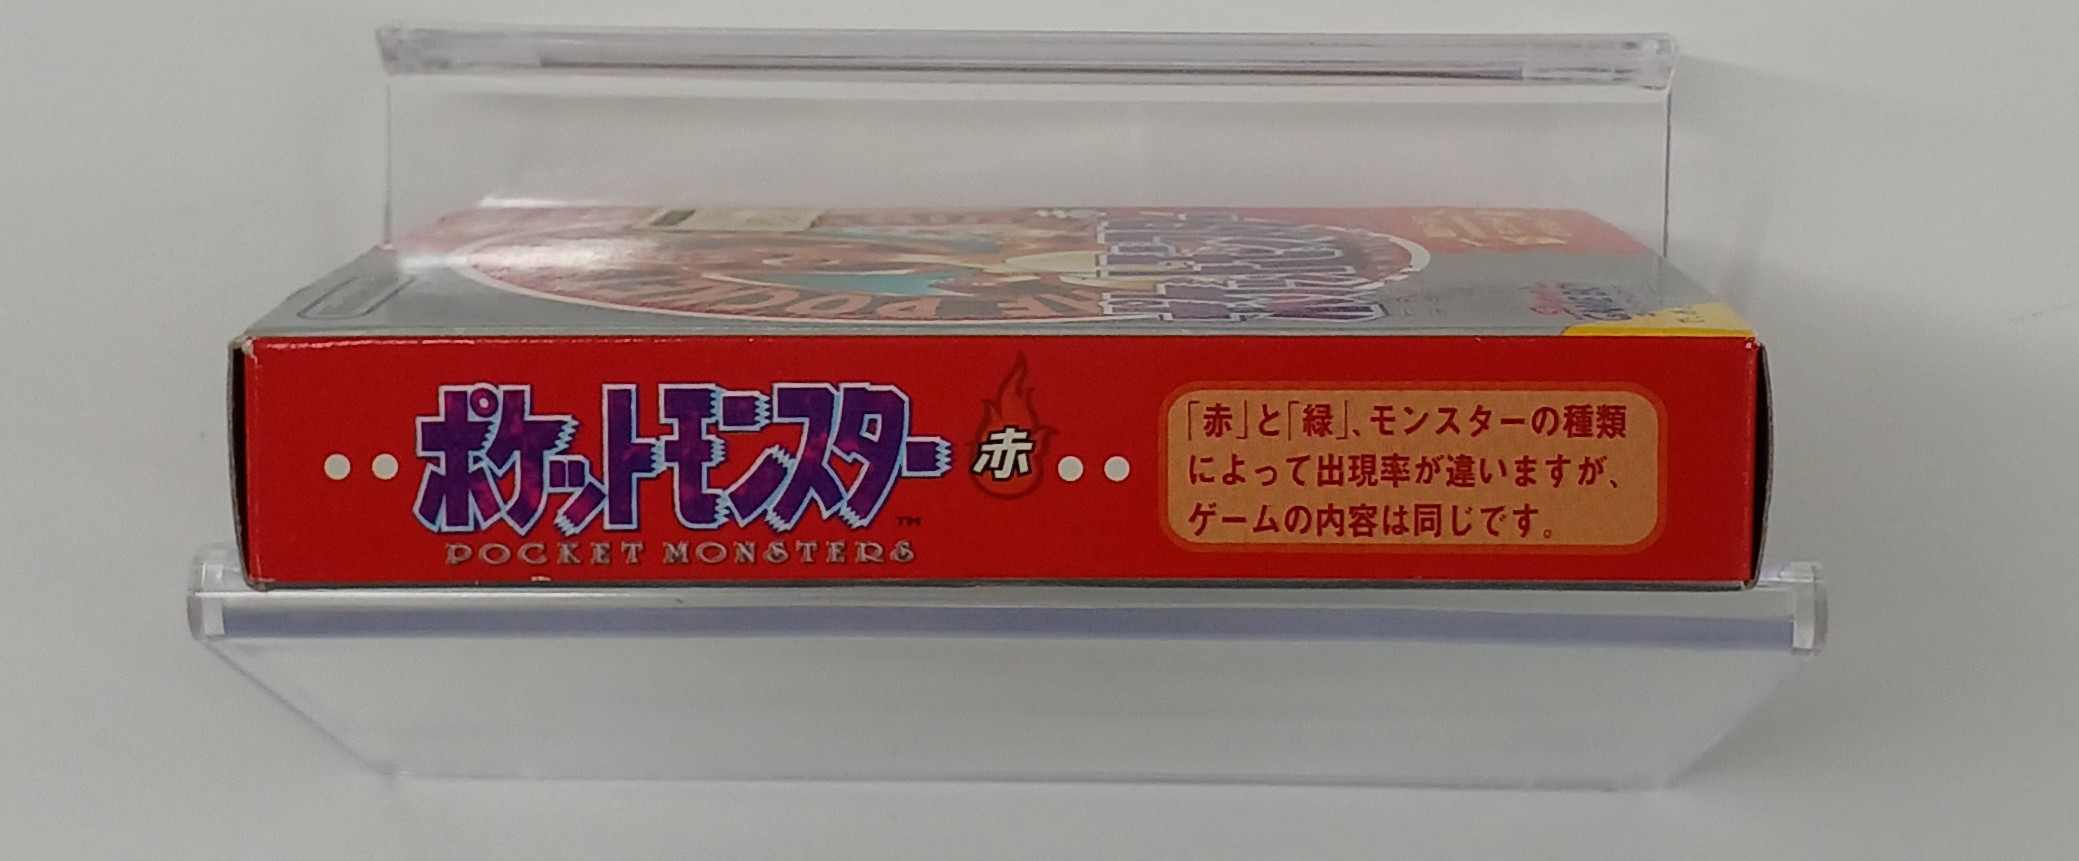 ポケットモンスター 赤
TM
POCKET MONSTERS
「赤」と「緑」、モンスターの種類
によって出現率が違いますが、
ゲームの内容は同じです。